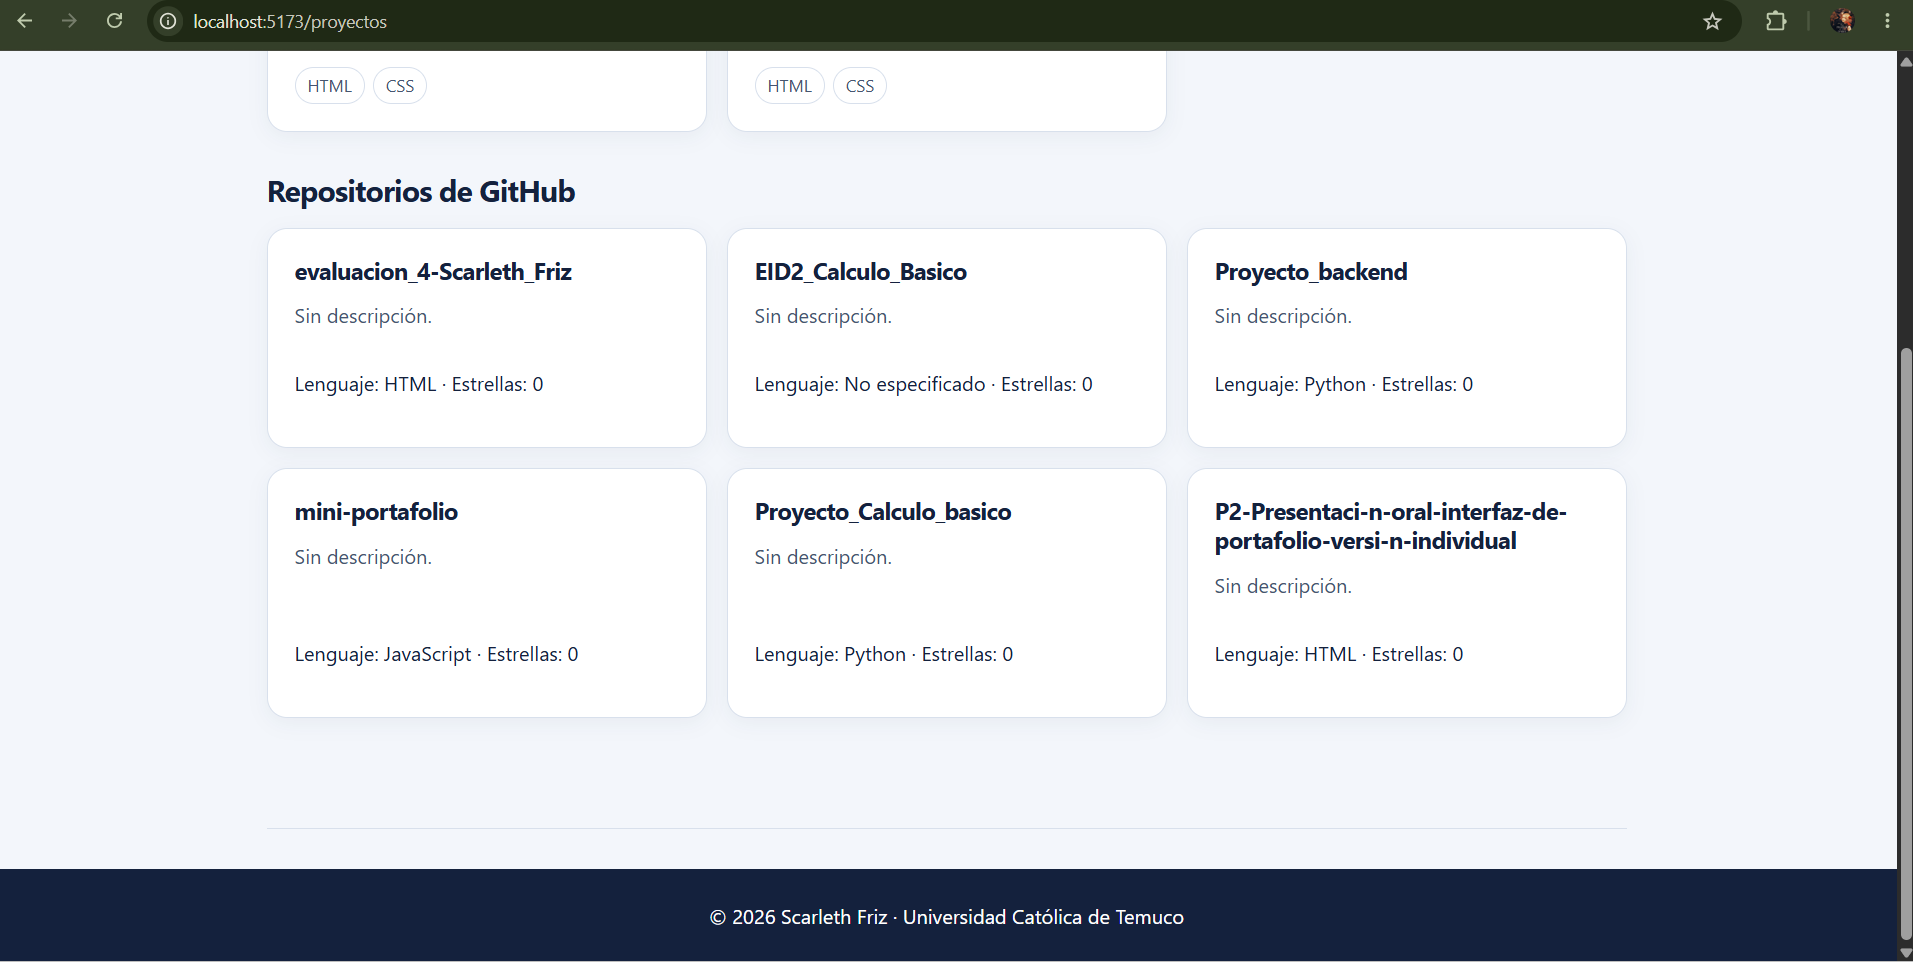 localhost:5173/proyectos
HTML CSS
HTML CSS
Repositorios de GitHub
evaluacion_4-Scarleth_Friz
Sin descripción.
Lenguaje: HTML · Estrellas: 0
EID2_Calculo_Basico
Sin descripción.
Lenguaje: No especificado · Estrellas: 0
Proyecto_backend
Sin descripción.
Lenguaje: Python · Estrellas: 0
mini-portafolio
Sin descripción.
Lenguaje: JavaScript · Estrellas: 0
Proyecto_Calculo_basico
Sin descripción.
Lenguaje: Python · Estrellas: 0
P2-Presentaci-n-oral-interfaz-de-
portafolio-versi-n-individual
Sin descripción.
Lenguaje: HTML · Estrellas: 0
© 2026 Scarleth Friz · Universidad Católica de Temuco